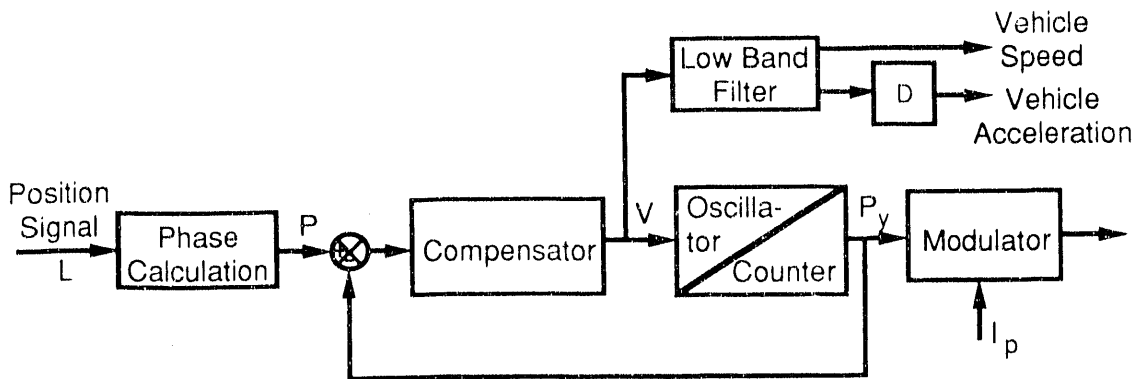 Vehicle
Speed
Low Band
Filter
D
Vehicle
Acceleration
Position
Signal
L
Phase
Calculation
P
Compensator
V
Oscilla-
tor
Counter
P y
Modulator
I p